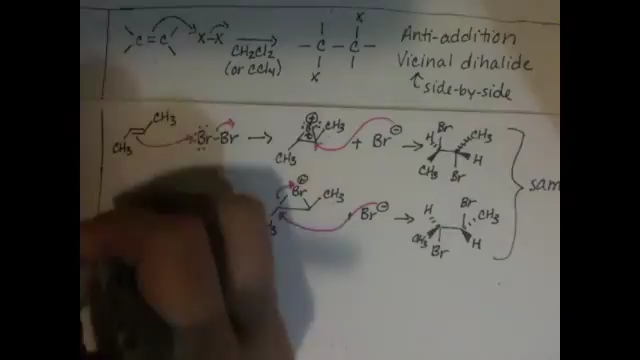 C=C X-X → -C-C- X X Anti-addition
CH2Cl2 Vicinal dihalide
(or CCl4) side-by-side
CH3 CH3 Br-Br → Br ⊕ CH3 CH3 + Br ⊖ → H Br CH3 CH3 Br H
Br ⊕ CH3 Br ⊖ → H Br CH3 CH3 Br H